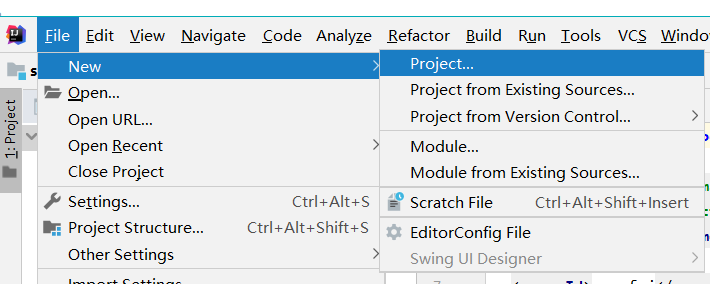 File Edit View Navigate Code Analyze Refactor Build Run Tools VCS
New
Project...
Open...
Project from Existing Sources...
Open URL...
Project from Version Control...
Open Recent
Module...
Close Project
Module from Existing Sources...
Settings... Ctrl+Alt+S
Scratch File Ctrl+Alt+Shift+Insert
Project Structure... Ctrl+Alt+Shift+S
EditorConfig File
Other Settings
Swing UI Designer
Import Settings
1: Project